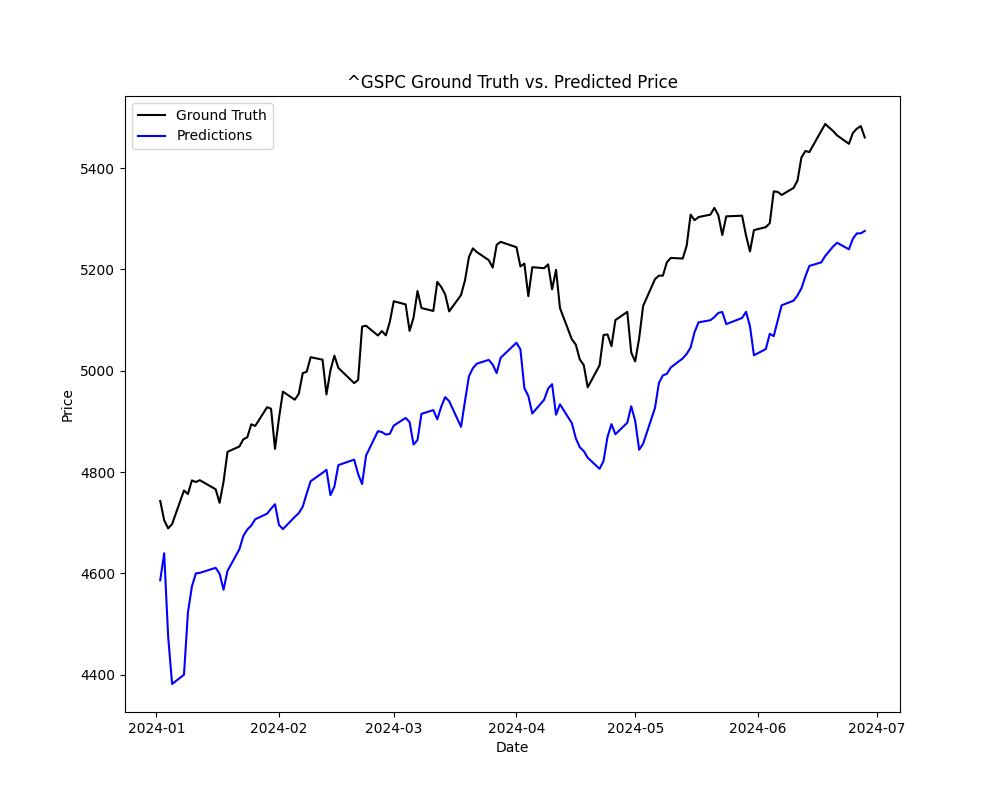 ^GSPC Ground Truth vs. Predicted Price
Ground Truth
Predictions
5400
5200
5000
4800
4600
4400
Price
2024-01 2024-02 2024-03 2024-04 2024-05 2024-06 2024-07
Date